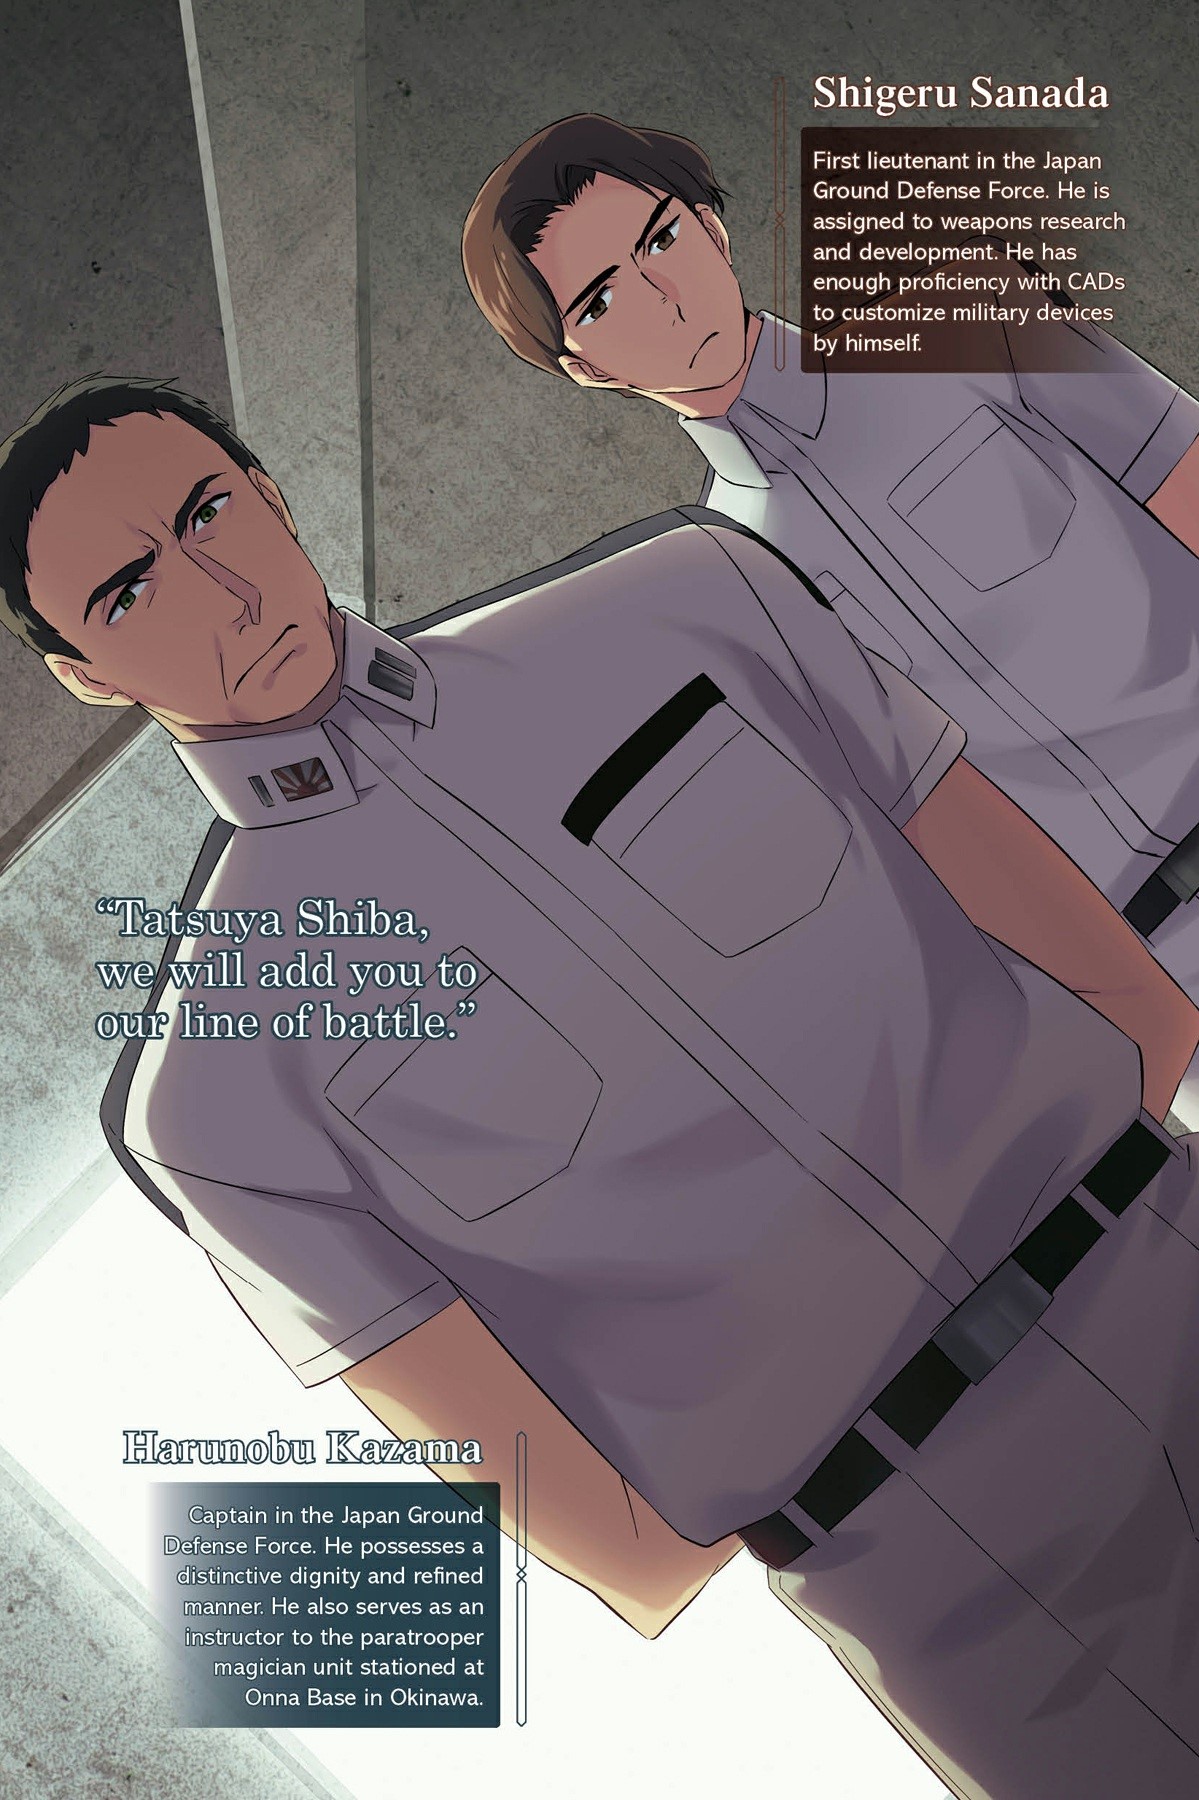 Shigeru Sanada
First lieutenant in the Japan
Ground Defense Force. He is
assigned to weapons research
and development. He has
enough proficiency with CADs
to customize military devices
by himself.
“Tatsuya Shiba,
we will add you to
our line of battle.”
Harunobu Kazama
Captain in the Japan Ground
Defense Force. He possesses a
distinctive dignity and refined
manner. He also serves as an
instructor to the paratrooper
magician unit stationed at
Onna Base in Okinawa.